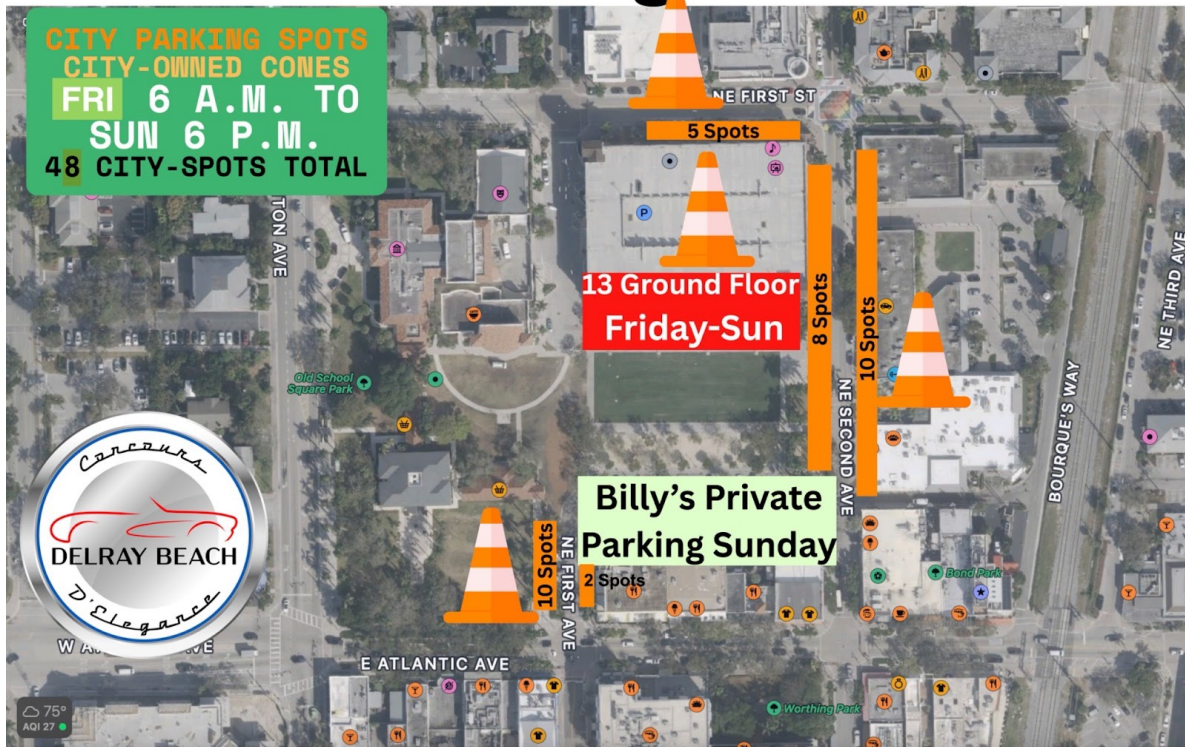 CITY PARKING SPOTS
CITY-OWNED CONES
FRI 6 A.M. TO
SUN 6 P.M.
48 CITY-SPOTS TOTAL
NE FIRST ST
5 Spots
TON AVE
13 Ground Floor
Friday-Sun
8 Spots
10 Spots
NE THIRD AVE
Old School
Square Park
NE SECOND AVE
BOURQUE'S WAY
Concours
DELRAY BEACH
D'Elegance
Billy's Private
Parking Sunday
10 Spots
NE FIRST AVE
2 Spots
Bond Park
E ATLANTIC AVE
Worthing Park
75°
AQI 27